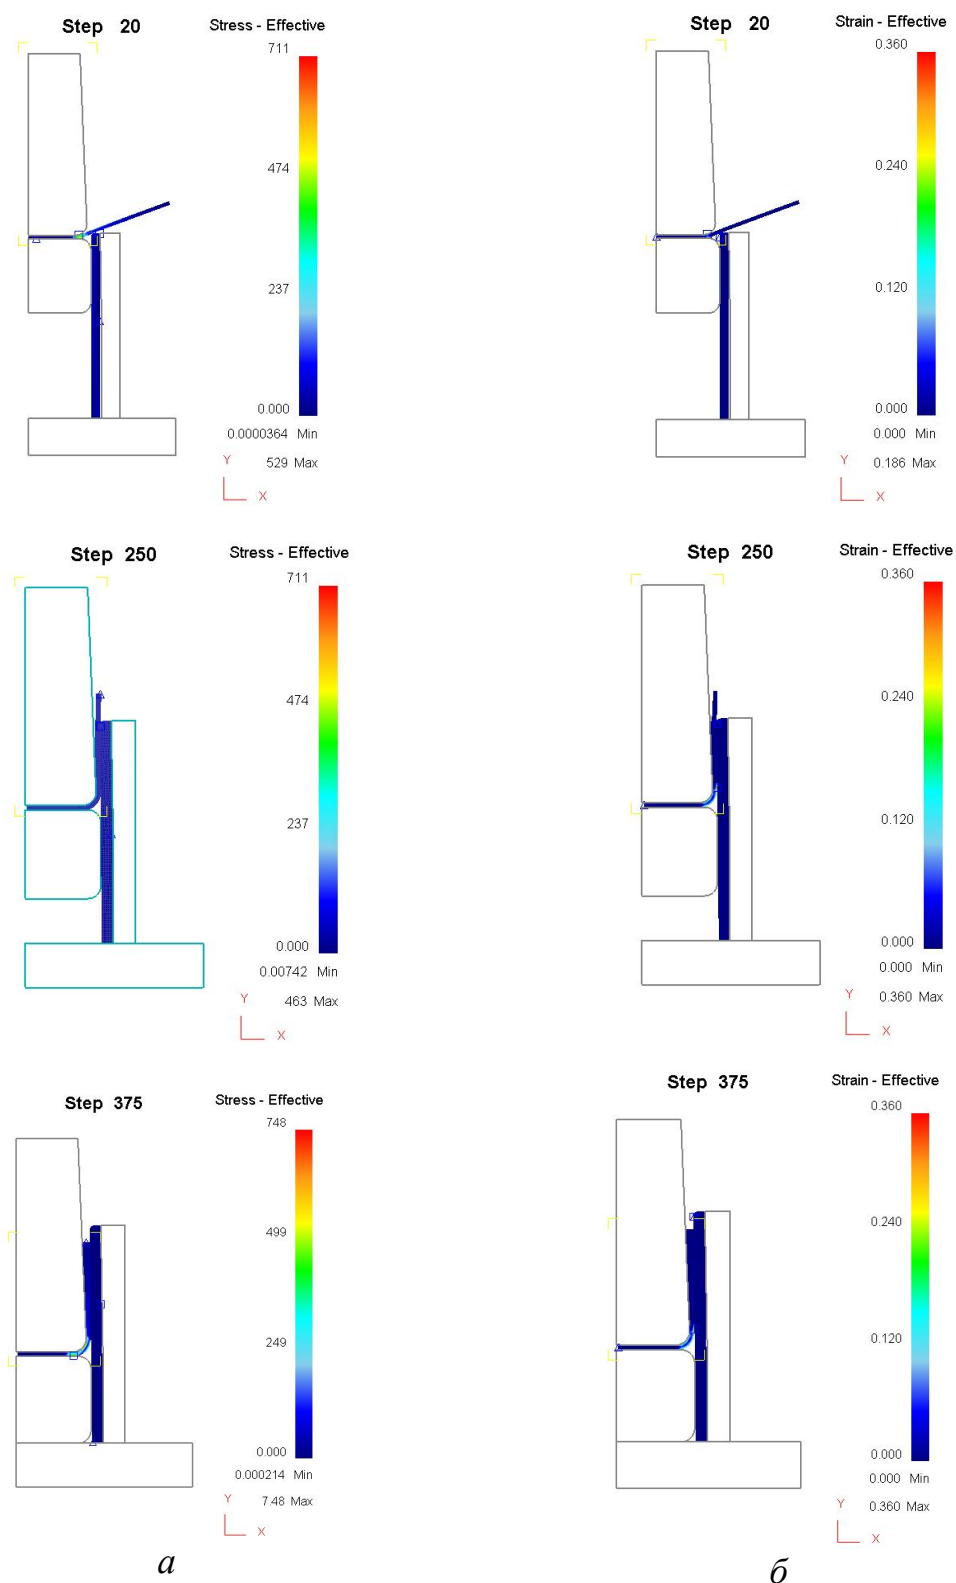 Step 20
Stress - Effective
711
474
237
0.000
0.0000364 Min
529 Max
Y
X
Step 20
Strain - Effective
0.360
0.240
0.120
0.000
0.000 Min
0.186 Max
Y
X
Step 250
Stress - Effective
711
474
237
0.000
0.00742 Min
463 Max
Y
X
Step 250
Strain - Effective
0.360
0.240
0.120
0.000
0.000 Min
0.360 Max
Y
X
Step 375
Stress - Effective
748
499
249
0.000
0.000214 Min
7.48 Max
Y
X
Step 375
Strain - Effective
0.360
0.240
0.120
0.000
0.000 Min
0.360 Max
Y
X
а
б